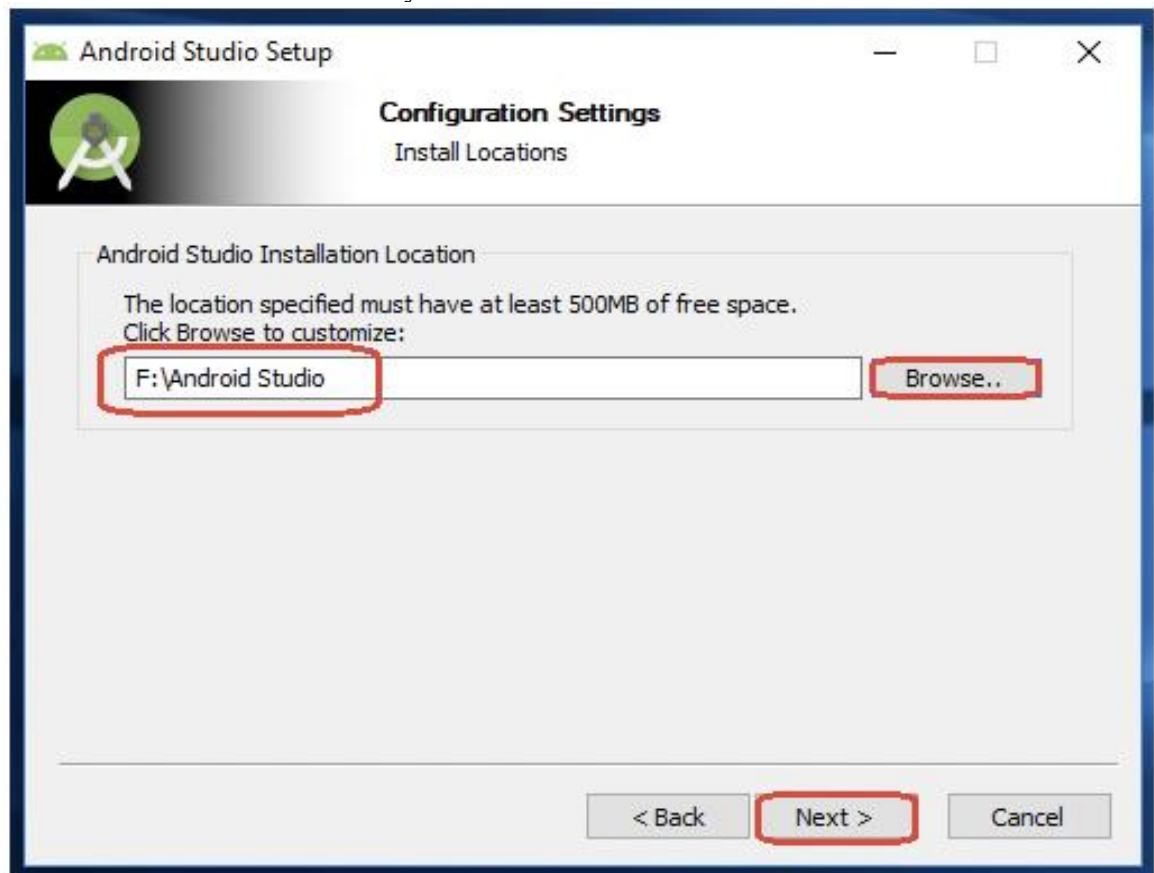 Android Studio Setup
Configuration Settings
Install Locations
Android Studio Installation Location
The location specified must have at least 500MB of free space.
Click Browse to customize:
F:\Android Studio
Browse..
< Back
Next >
Cancel